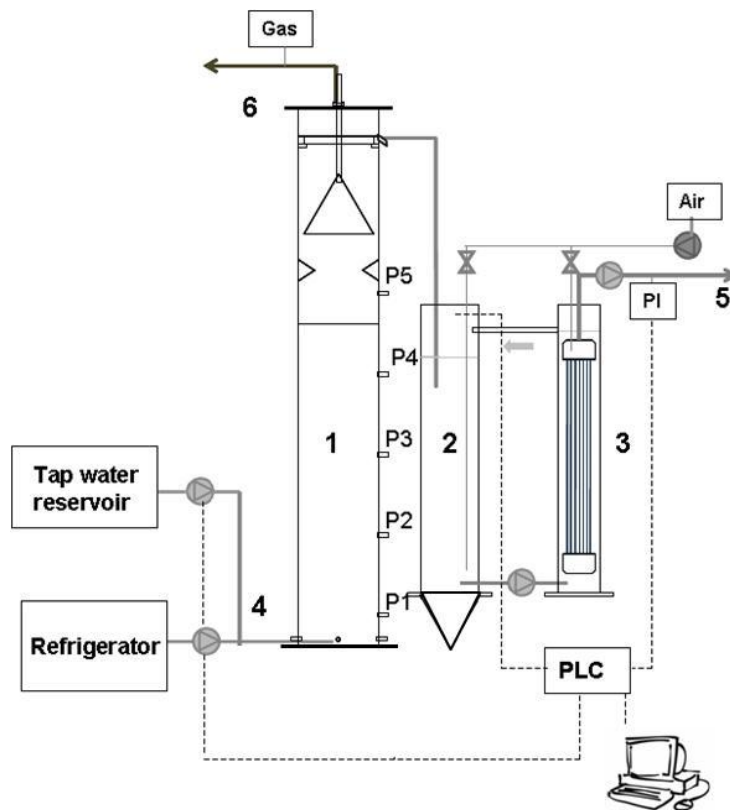 Gas
6
Air
P5
PI
5
P4
1
P3
2
3
Tap water
reservoir
P2
4
P1
Refrigerator
PLC